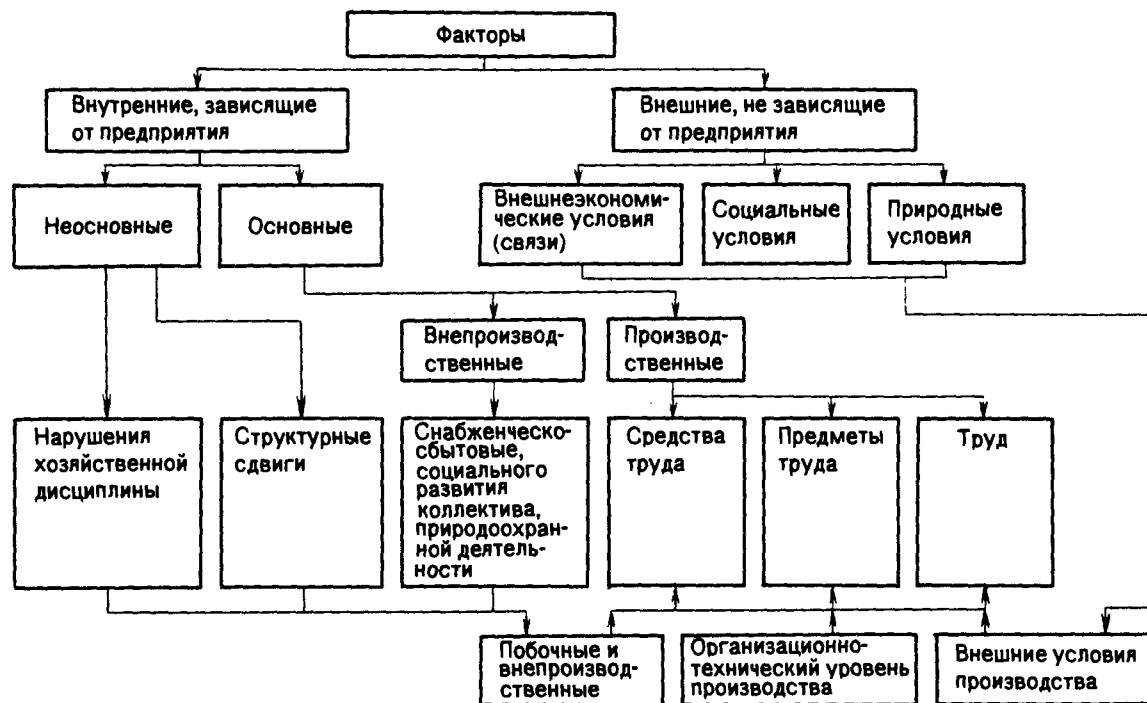 Факторы
Внутренние, зависящие
от предприятия
Внешние, не зависящие
от предприятия
Неосновные
Основные
Внешнеэкономи-
ческие условия
(связи)
Социальные
условия
Природные
условия
Внепроизвод-
ственные
Производ-
ственные
Нарушения
хозяйственной
дисциплины
Структурные
сдвиги
Снабженческо-
сбытовые,
социального
развития
коллектива,
природоохран-
ной деятель-
ности
Средства
труда
Предметы
труда
Труд
Побочные и
внепроизвод-
ственные
Организационно-
технический уровень
производства
Внешние условия
производства